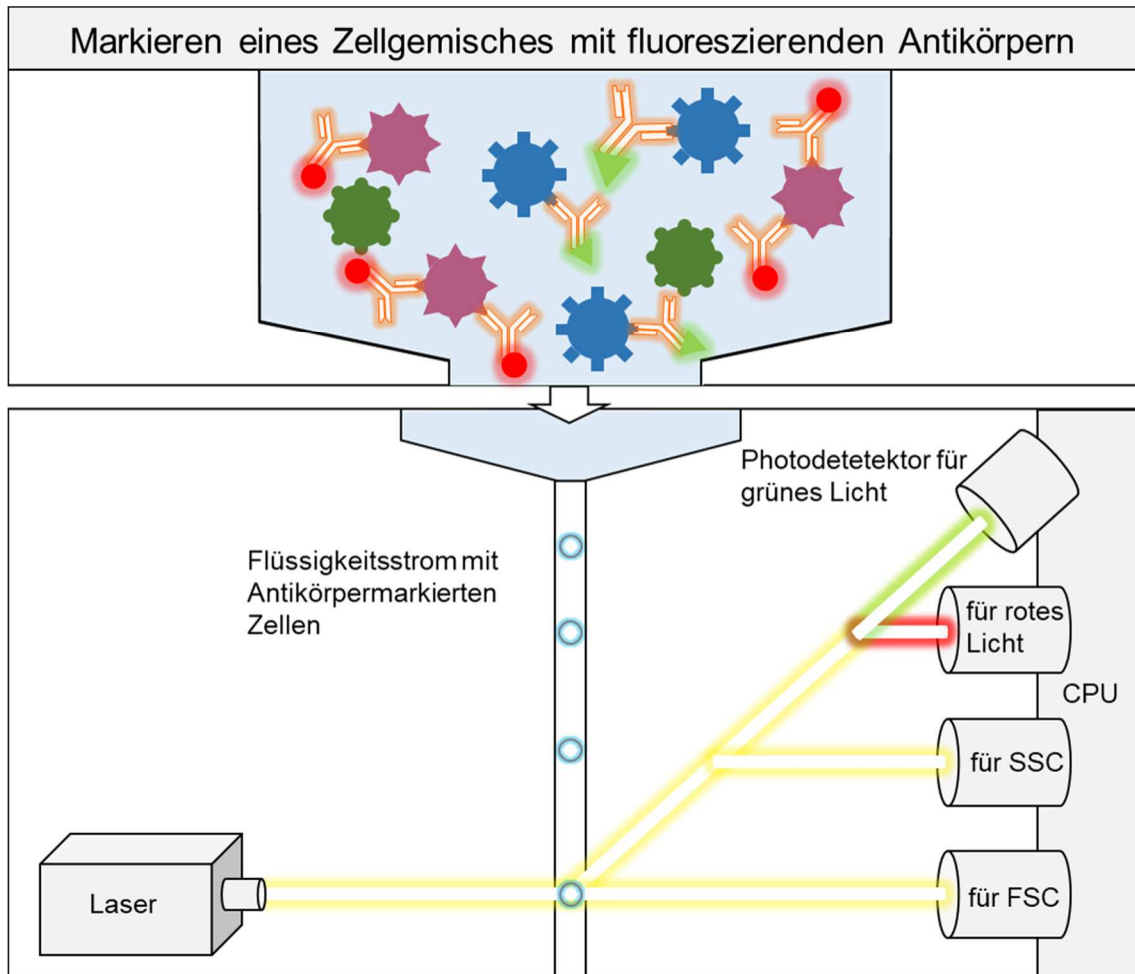 Markieren eines Zellgemisches mit fluoreszierenden Antikörpern
Photodetetektor für
grünes Licht
Flüssigkeitsstrom mit
Antikörpermarkierten
Zellen
für rotes
Licht
CPU
für SSC
Laser
für FSC